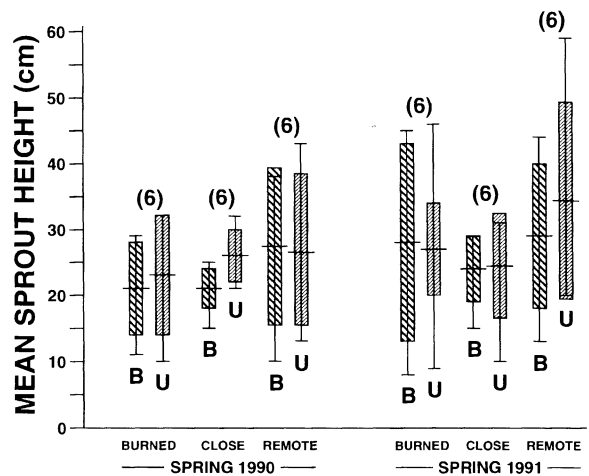 MEAN SPROUT HEIGHT (cm)
60
50
40
30
20
10
0
(6)
(6)
(6)
(6)
(6)
(6)
B
U
B
U
B
U
B
U
B
U
B
U
BURNED CLOSE REMOTE BURNED CLOSE REMOTE
SPRING 1990 SPRING 1991